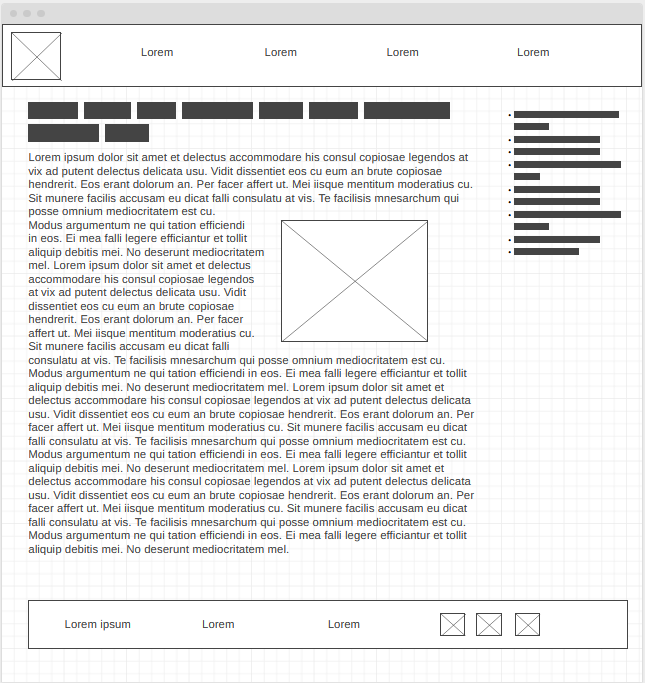 Lorem Lorem Lorem Lorem
Lorem ipsum dolor sit amet et delectus accommodare his consul copiosae legendos at
vix ad putent delectus delicata usu. Vidit dissentiet eos cu eum an brute copiosae
hendrerit. Eos erant dolorum an. Per facer affert ut. Mei iisque mentitum moderatius cu.
Sit munere facilis accusam eu dicat falli consulatu at vis. Te facilisis mnesarchum qui
posse omnium mediocritatem est cu.
Modus argumentum ne qui tation efficiendi
in eos. Ei mea falli legere efficiantur et tollit
aliquip debitis mei. No deserunt mediocritatem
mel. Lorem ipsum dolor sit amet et delectus
accommodare his consul copiosae legendos
at vix ad putent delectus delicata usu. Vidit
dissentiet eos cu eum an brute copiosae
hendrerit. Eos erant dolorum an. Per facer
affert ut. Mei iisque mentitum moderatius cu.
Sit munere facilis accusam eu dicat falli
consulatu at vis. Te facilisis mnesarchum qui posse omnium mediocritatem est cu.
Modus argumentum ne qui tation efficiendi in eos. Ei mea falli legere efficiantur et tollit
aliquip debitis mei. No deserunt mediocritatem mel. Lorem ipsum dolor sit amet et
delectus accommodare his consul copiosae legendos at vix ad putent delectus delicata
usu. Vidit dissentiet eos cu eum an brute copiosae hendrerit. Eos erant dolorum an. Per
facer affert ut. Mei iisque mentitum moderatius cu. Sit munere facilis accusam eu dicat
falli consulatu at vis. Te facilisis mnesarchum qui posse omnium mediocritatem est cu.
Modus argumentum ne qui tation efficiendi in eos. Ei mea falli legere efficiantur et tollit
aliquip debitis mei. No deserunt mediocritatem mel. Lorem ipsum dolor sit amet et
delectus accommodare his consul copiosae legendos at vix ad putent delectus delicata
usu. Vidit dissentiet eos cu eum an brute copiosae hendrerit. Eos erant dolorum an. Per
facer affert ut. Mei iisque mentitum moderatius cu. Sit munere facilis accusam eu dicat
falli consulatu at vis. Te facilisis mnesarchum qui posse omnium mediocritatem est cu.
Modus argumentum ne qui tation efficiendi in eos. Ei mea falli legere efficiantur et tollit
aliquip debitis mei. No deserunt mediocritatem mel.
Lorem ipsum Lorem Lorem